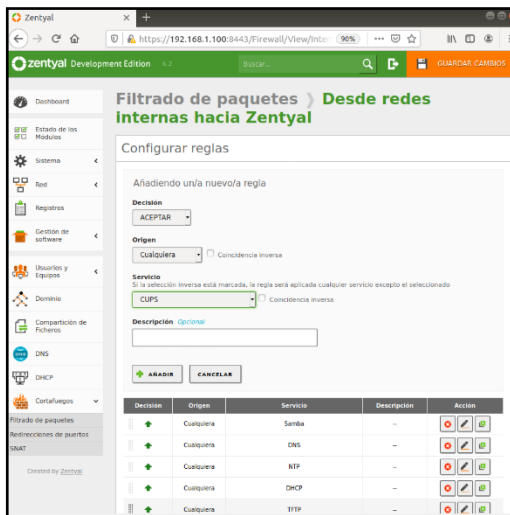 Zentyal
https://192.168.1.100:8443/Firewall/View/Inter
90%
zentyal Development Edition 6.2
Buscar...
GUARDAR CAMBIOS
Dashboard
Estado de los
Módulos
Sistema
Red
Registros
Gestión de
software
Usuarios y
Equipos
Dominio
Compartición de
Ficheros
DNS
DHCP
Cortafuegos
Filtrado de paquetes
Redirecciones de puertos
SNAT
Created by Zentyal
Filtrado de paquetes Desde redes
internas hacia Zentyal
Configurar reglas
Añadiendo un/a nuevo/a regla
Decisión
ACEPTAR
Origen
Cualquiera
Coincidencia inversa
Servicio
Si la selección inversa está marcada, la regla será aplicada cualquier servicio excepto el seleccionado
CUPS
Coincidencia inversa
Descripción Opcional
AÑADIR
CANCELAR
Decisión Origen Servicio Descripción Acción
Cualquiera Samba --
Cualquiera DNS --
Cualquiera NTP --
Cualquiera DHCP --
Cualquiera TFTP --